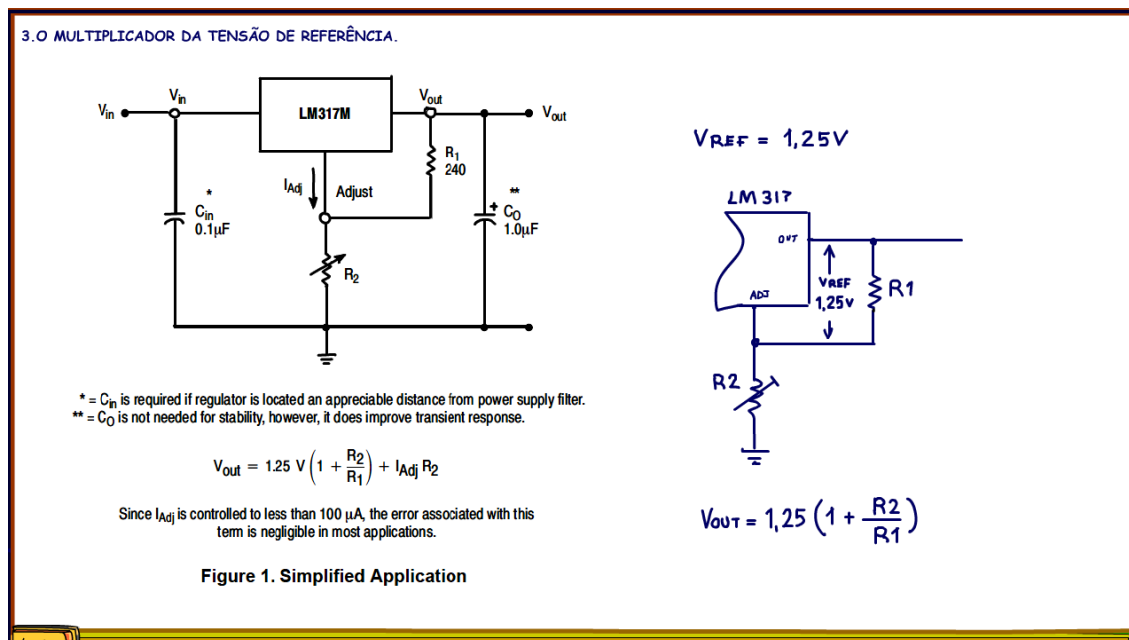 3.O MULTIPLICADOR DA TENSÃO DE REFERÊNCIA.
Vin
Vin
LM317M
Vout
Vout
R1
240
IAdj
Adjust
*
Cin
0.1µF
**
+
CO
1.0µF
R2
* = Cin is required if regulator is located an appreciable distance from power supply filter.
** = CO is not needed for stability, however, it does improve transient response.
Vout = 1.25 V (1 + R2/R1) + IAdj R2
Since IAdj is controlled to less than 100 µA, the error associated with this
term is negligible in most applications.
Figure 1. Simplified Application
VREF = 1,25V
LM 317
OUT
VREF
1,25V
R1
ADJ
R2
VOUT = 1,25 (1 + R2/R1)